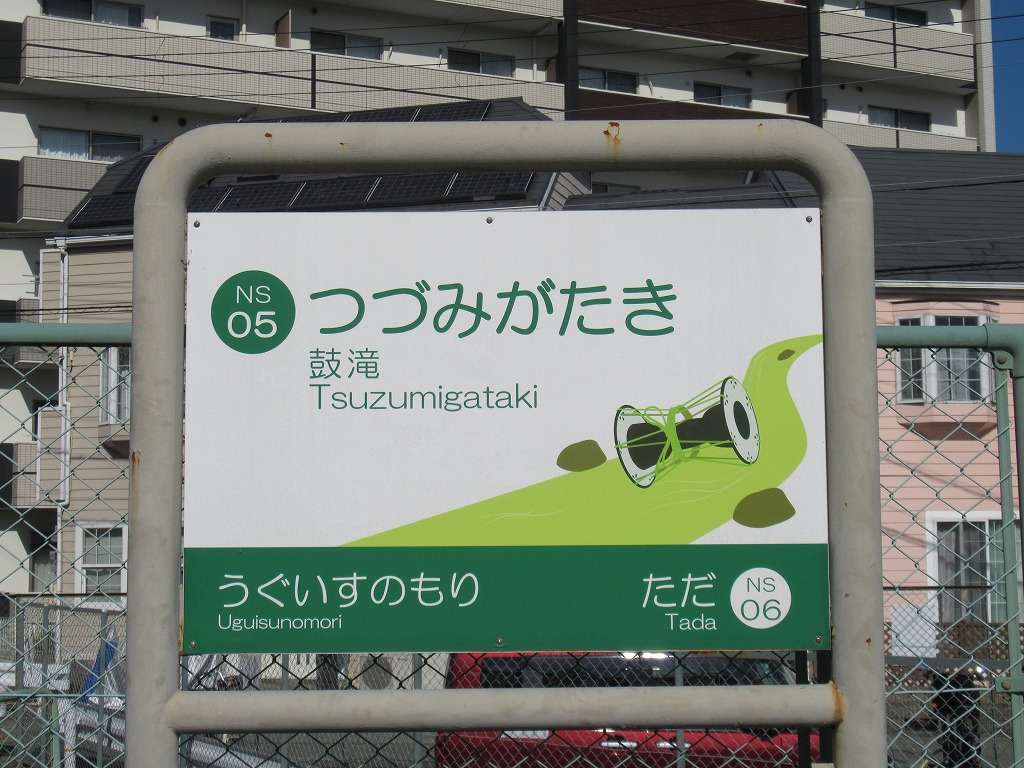 NS
05
つづみがたき
鼓滝
Tsuzumigataki
うぐいすのもり
Uguisunomori
ただ
Tada
NS
06